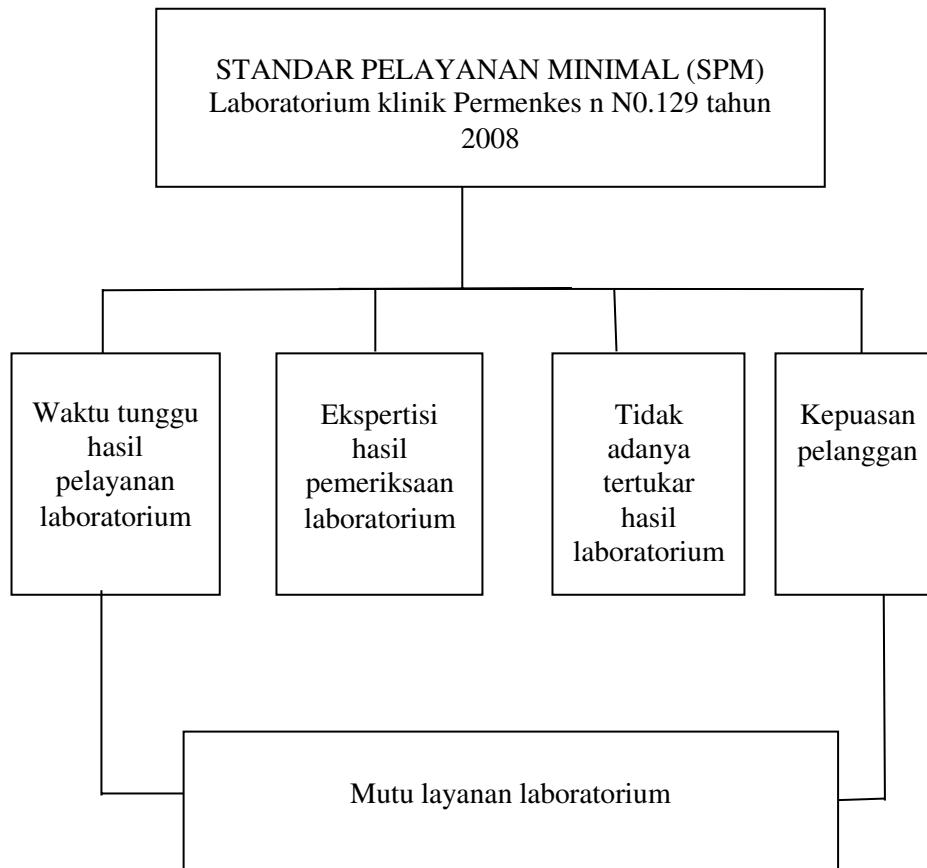 STANDAR PELAYANAN MINIMAL (SPM)
Laboratorium klinik Permenkes n N0.129 tahun
2008
Waktu tunggu
hasil
pelayanan
laboratorium
Ekspertisi
hasil
pemeriksaan
laboratorium
Tidak
adanya
tertukar
hasil
laboratorium
Kepuasan
pelanggan
Mutu layanan laboratorium